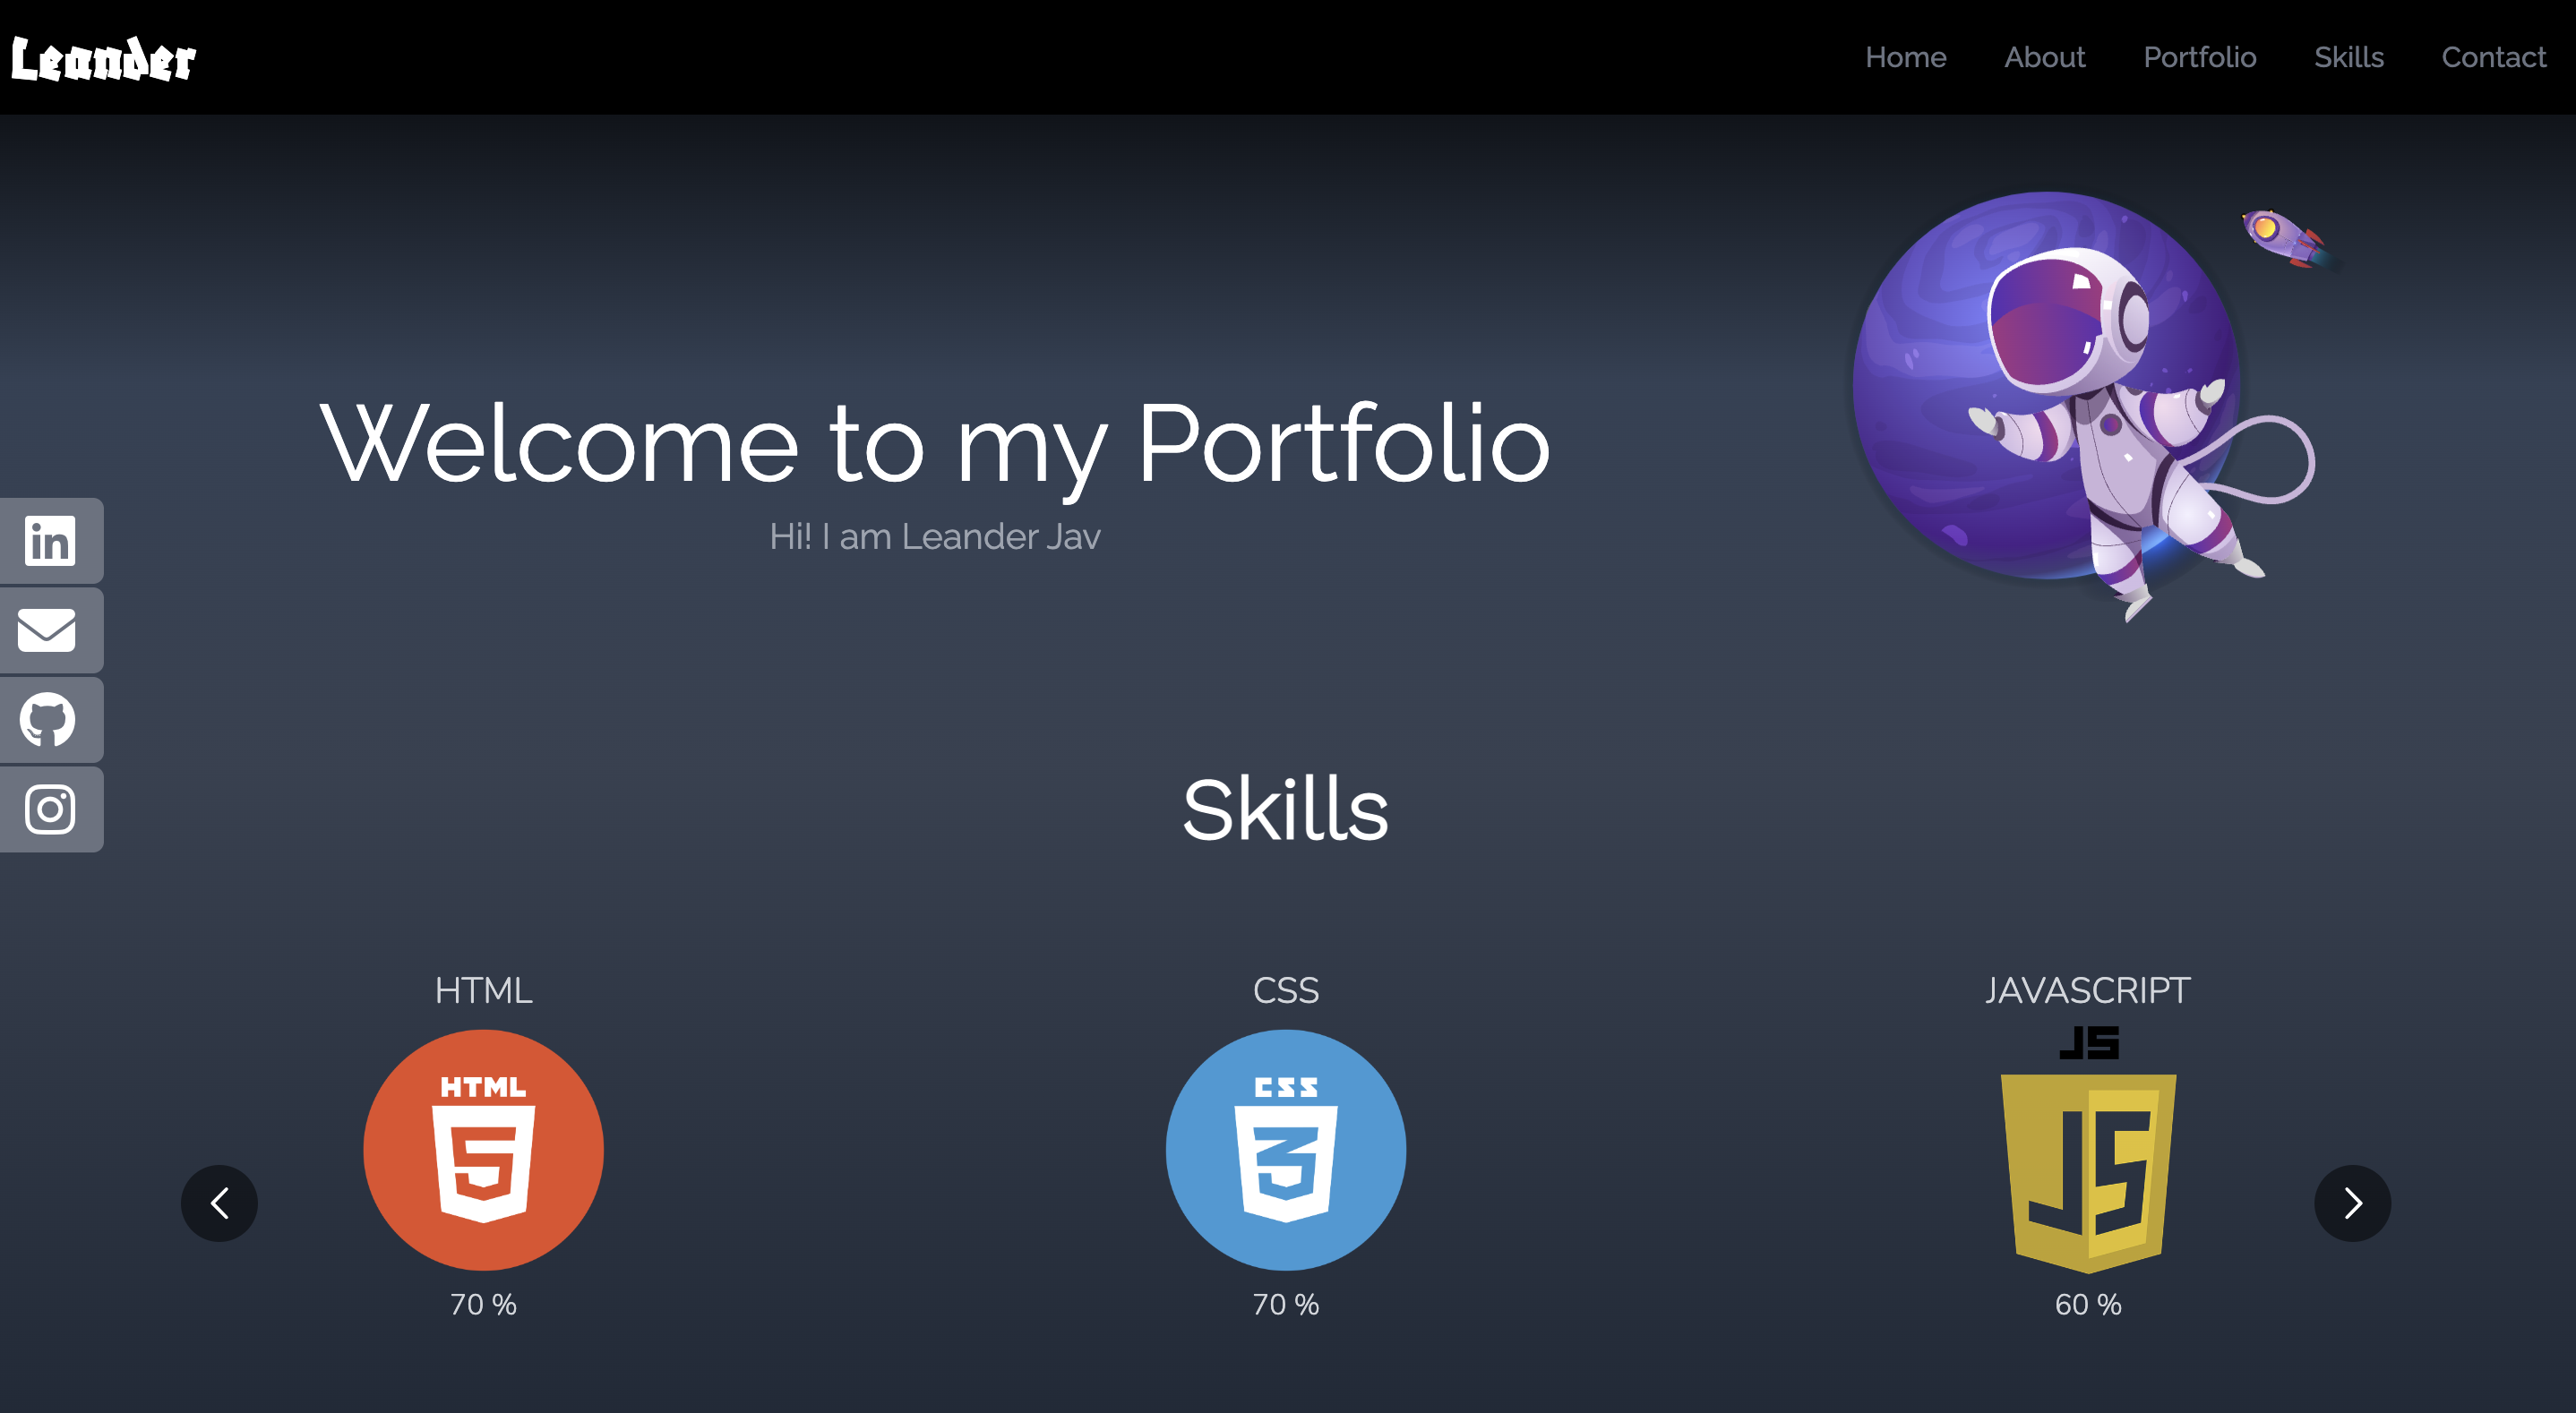 Leander
Home About Portfolio Skills Contact
Welcome to my Portfolio
Hi! I am Leander Jav
in
Skills
HTML
CSS
JAVASCRIPT
HTML
5
CSS
3
JS
JS
70 %
70 %
60 %